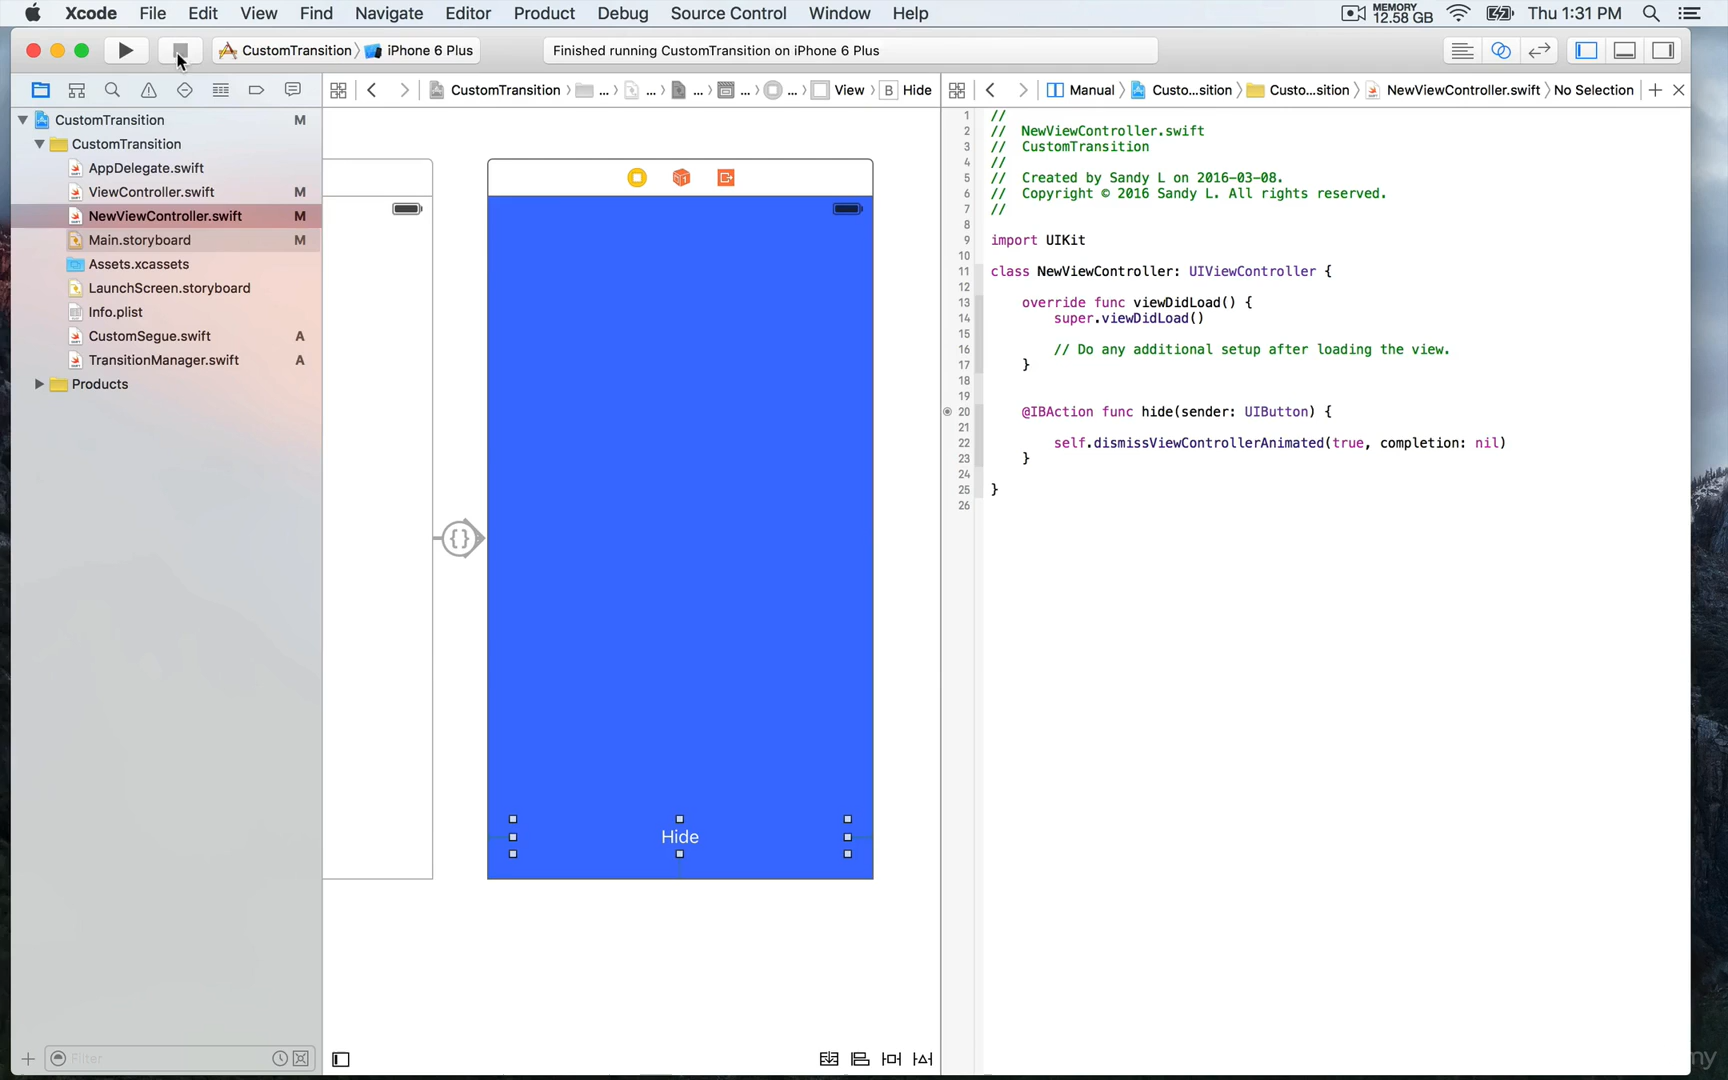 Xcode File Edit View Find Navigate Editor Product Debug Source Control Window Help MEMORY 12.58 GB Thu 1:31 PM
CustomTransition iPhone 6 Plus Finished running CustomTransition on iPhone 6 Plus
CustomTransition ... ... ... ... ... View B Hide Manual Custo...sition Custo...sition NewViewController.swift No Selection
CustomTransition M
CustomTransition
AppDelegate.swift
ViewController.swift M
NewViewController.swift M
Main.storyboard M
Assets.xcassets
LaunchScreen.storyboard
Info.plist
CustomSegue.swift A
TransitionManager.swift A
Products
Filter
{}
Hide
1 //
2 // NewViewController.swift
3 // CustomTransition
4 //
5 // Created by Sandy L on 2016-03-08.
6 // Copyright © 2016 Sandy L. All rights reserved.
7 //
8
9 import UIKit
10
11 class NewViewController: UIViewController {
12
13 override func viewDidLoad() {
14 super.viewDidLoad()
15
16 // Do any additional setup after loading the view.
17 }
18
19
20 @IBAction func hide(sender: UIButton) {
21
22 self.dismissViewControllerAnimated(true, completion: nil)
23 }
24
25 }
26